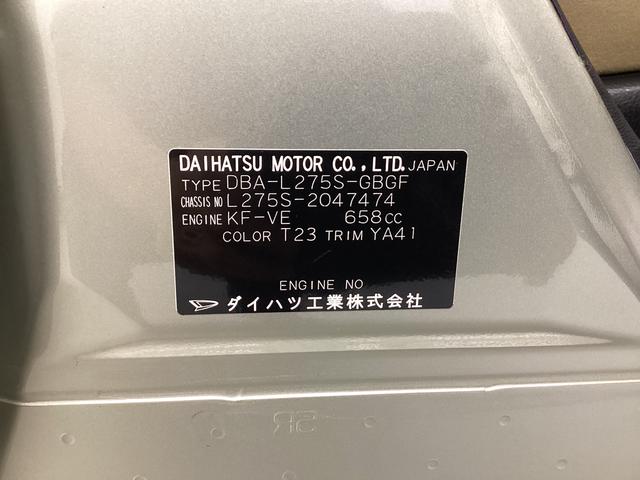 DAIHATSU MOTOR CO.,LTD. JAPAN
TYPE DBA-L275S-GBGF
CHASSIS NO L275S-2047474
ENGINE KF-VE 658CC
COLOR T23 TRIM YA41
ENGINE NO
ダイハツ工業株式会社